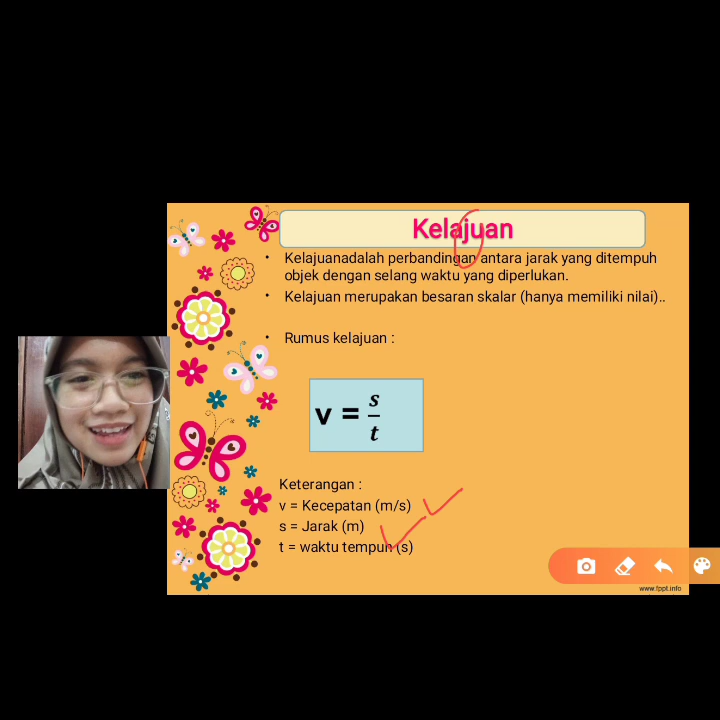 Kelajuan
• Kelajuanadalah perbandingan antara jarak yang ditempuh
objek dengan selang waktu yang diperlukan.
• Kelajuan merupakan besaran skalar (hanya memiliki nilai)..
• Rumus kelajuan :
v = s/t
Keterangan :
v = Kecepatan (m/s)
s = Jarak (m)
t = waktu tempuh (s)
www.fppt.info